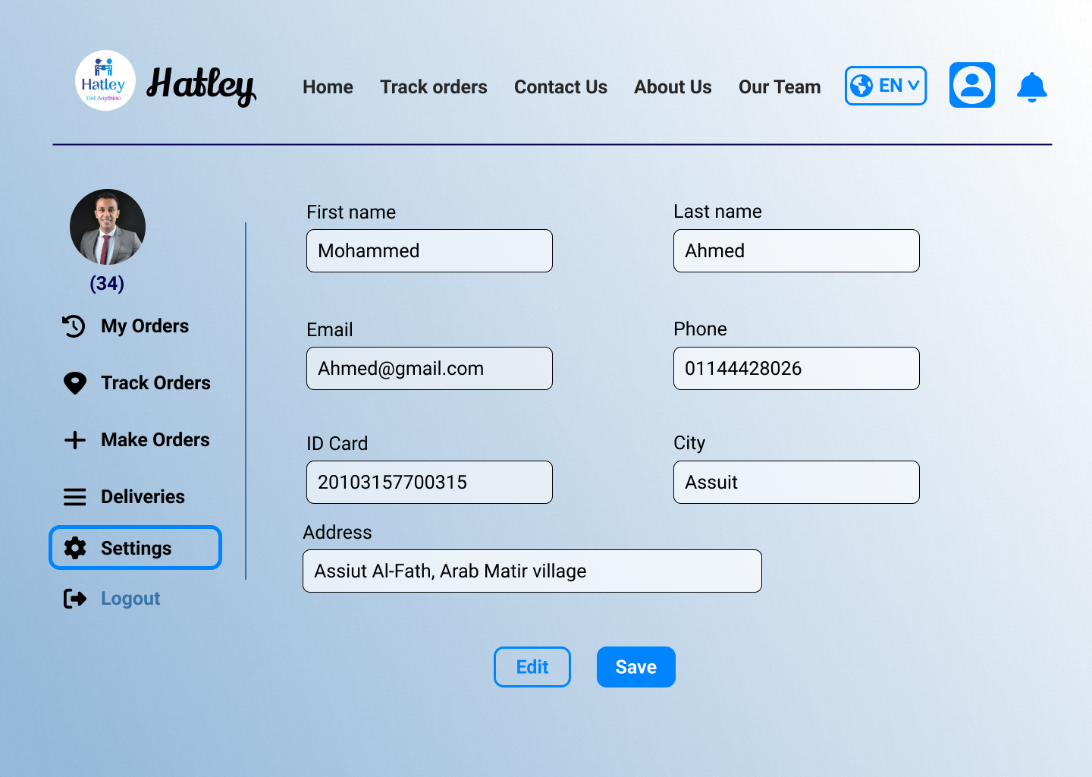 Hatley
Get Anything
Hatley
Home Track orders Contact Us About Us Our Team EN
(34)
My Orders
Track Orders
Make Orders
Deliveries
Settings
Logout
First name Last name
Mohammed Ahmed
Email Phone
Ahmed@gmail.com 01144428026
ID Card City
20103157700315 Assuit
Address
Assiut Al-Fath, Arab Matir village
Edit Save